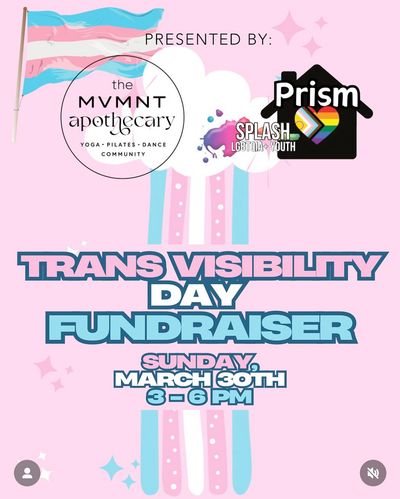 PRESENTED BY:
the
MVMNT
apothecary
YOGA • PILATES • DANCE
COMMUNITY
Prism
SPLASH
LGBTQIA+ YOUTH
TRANS VISIBILITY
DAY
FUNDRAISER
SUNDAY,
MARCH 30TH
3 - 6 PM